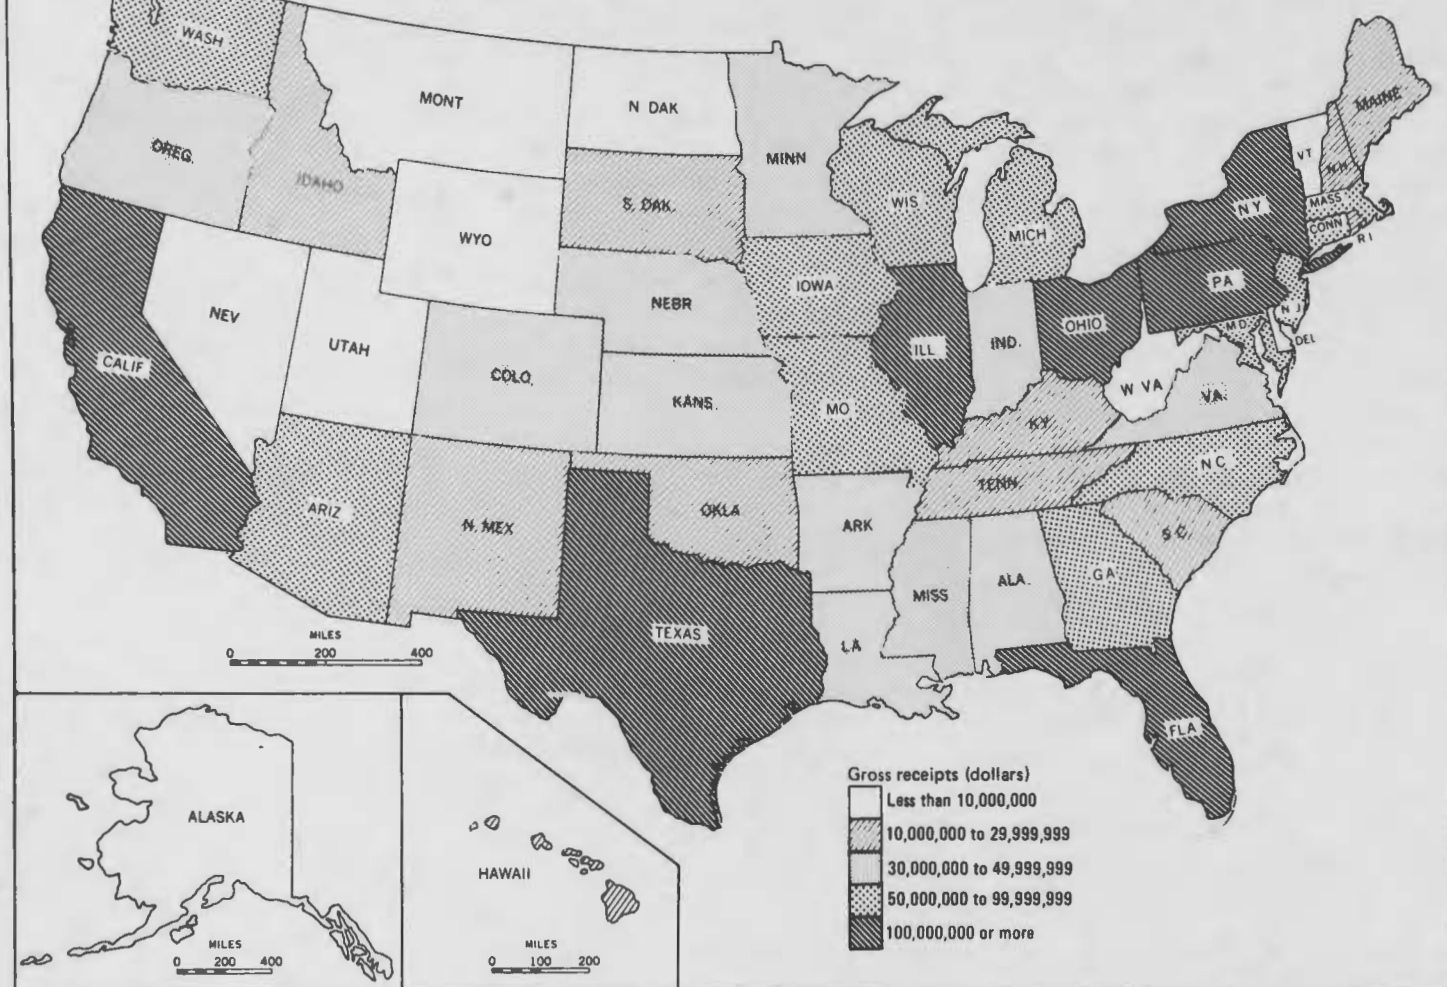 WASH
MONT
N DAK
MINN
MAINE
OREG.
IDAHO
S. DAK.
WIS
MICH
VT
N.H.
N Y
MASS
CONN
R I
WYO
NEBR
IOWA
PA
N J
NEV
UTAH
COLO.
KANS.
MO
ILL
IND.
OHIO
M D
DEL
W VA
VA.
CALIF
KY
ARIZ
N. MEX
OKLA
ARK
TENN.
N C
S C
MISS
ALA.
GA
TEXAS
LA
FLA
MILES
0 200 400
ALASKA
MILES
0 200 400
HAWAII
MILES
0 100 200
Gross receipts (dollars)
Less than 10,000,000
10,000,000 to 29,999,999
30,000,000 to 49,999,999
50,000,000 to 99,999,999
100,000,000 or more